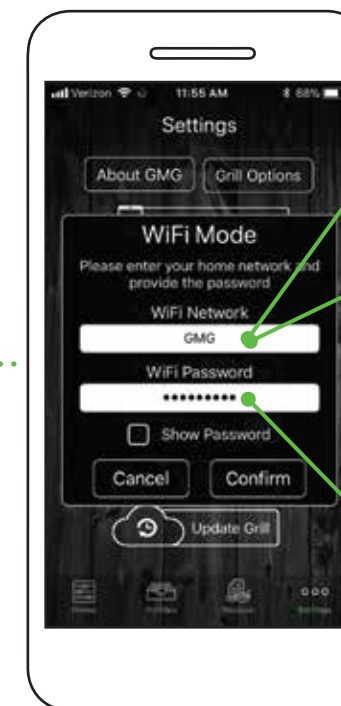 Verizon 11:55 AM 68%
Settings
About GMG Grill Options
WiFi Mode
Please enter your home network and
provide the password
WiFi Network
GMG
WiFi Password
•••••••••
Show Password
Cancel Confirm
Update Grill
Settings